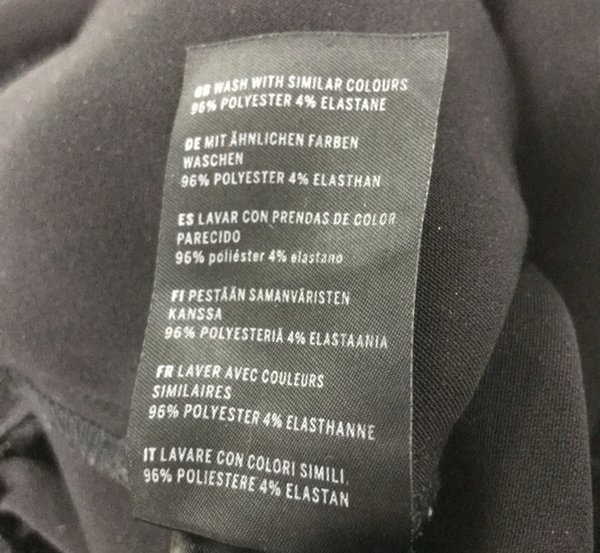 GB WASH WITH SIMILAR COLOURS
96% POLYESTER 4% ELASTANE
DE MIT ÄHNLICHEN FARBEN
WASCHEN
96% POLYESTER 4% ELASTHAN
ES LAVAR CON PRENDAS DE COLOR
PARECIDO
96% poliéster 4% elastano
FI PESTÄÄN SAMANVÄRISTEN
KANSSA
96% POLYESTERIÄ 4% ELASTAANIA
FR LAVER AVEC COULEURS
SIMILAIRES
96% POLYESTER 4% ELASTHANNE
IT LAVARE CON COLORI SIMILI.
96% POLIESTERE 4% ELASTAN